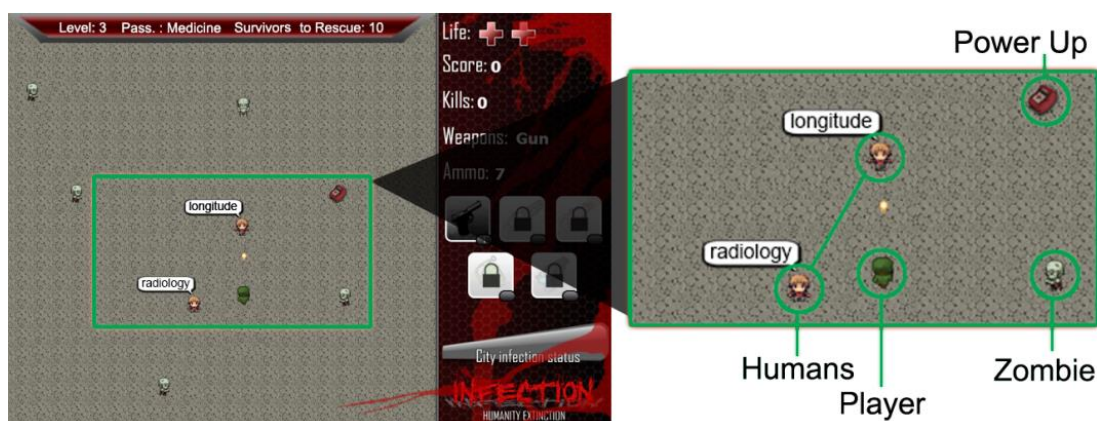 Level: 3 Pass. : Medicine Survivors to Rescue: 10
longitude
radiology
Life:
Score: 0
Kills: 0
Weapons: Gun
Ammo: 7
City infection status
INFECTION
HUMANITY EXTINCTION
Power Up
longitude
radiology
Humans
Player
Zombie